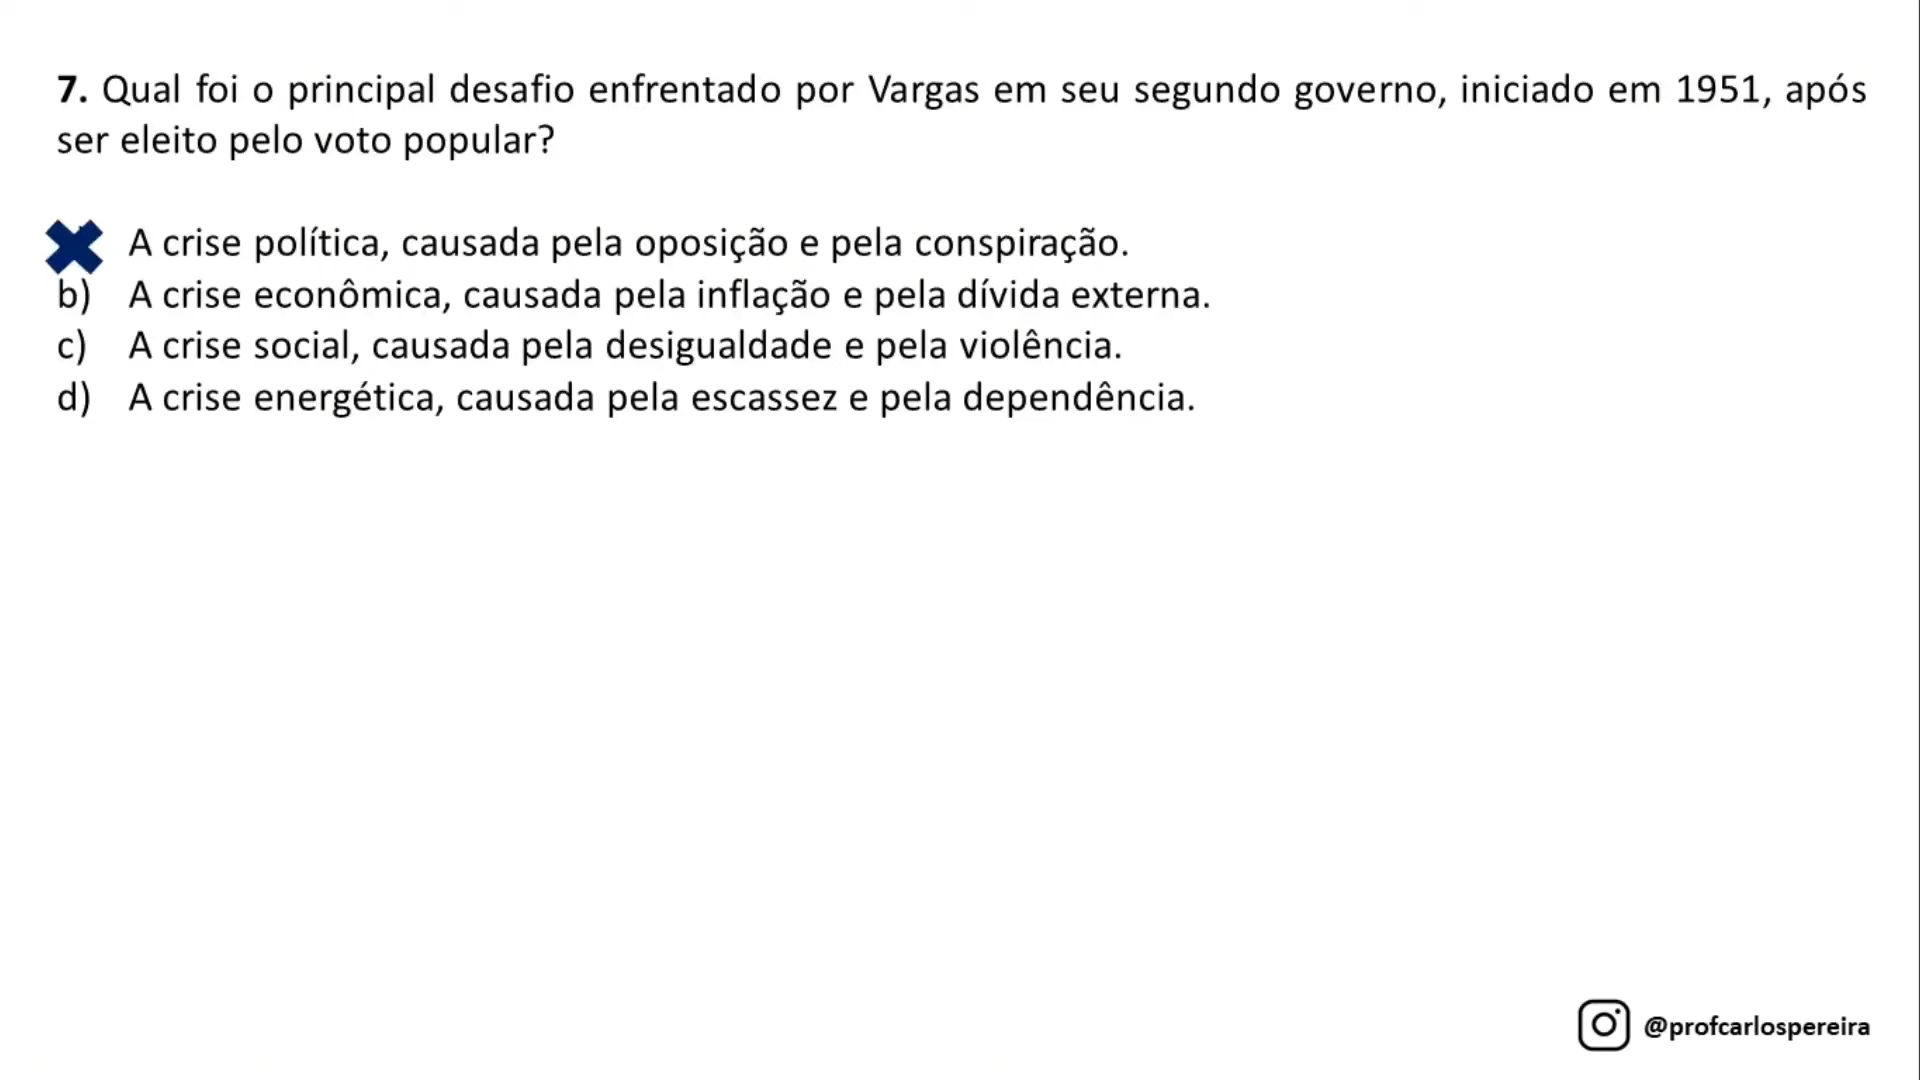 7. Qual foi o principal desafio enfrentado por Vargas em seu segundo governo, iniciado em 1951, após
ser eleito pelo voto popular?
A crise política, causada pela oposição e pela conspiração.
b) A crise econômica, causada pela inflação e pela dívida externa.
c) A crise social, causada pela desigualdade e pela violência.
d) A crise energética, causada pela escassez e pela dependência.
@profcarlospereira